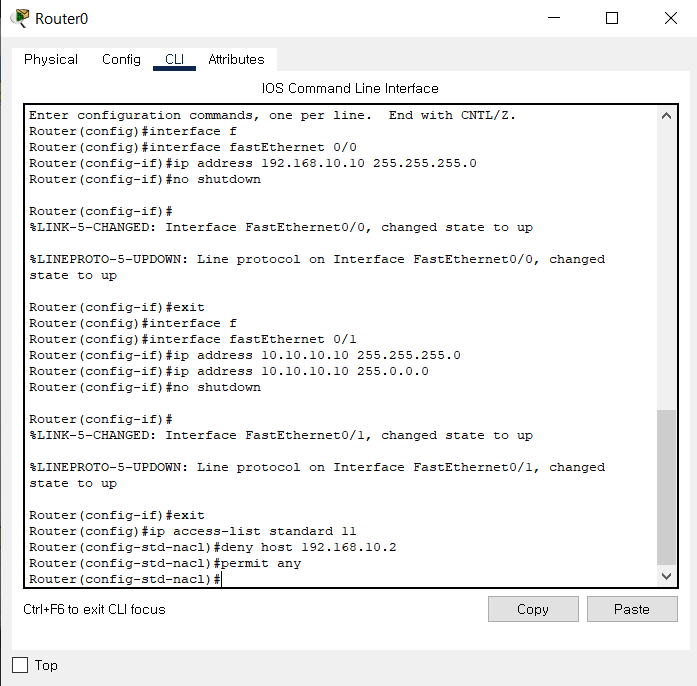 Router0
Physical Config CLI Attributes
IOS Command Line Interface
Enter configuration commands, one per line.  End with CNTL/Z.
Router(config)#interface f
Router(config)#interface fastEthernet 0/0
Router(config-if)#ip address 192.168.10.10 255.255.255.0
Router(config-if)#no shutdown
Router(config-if)#
%LINK-5-CHANGED: Interface FastEthernet0/0, changed state to up
%LINEPROTO-5-UPDOWN: Line protocol on Interface FastEthernet0/0, changed
state to up
Router(config-if)#exit
Router(config)#interface f
Router(config)#interface fastEthernet 0/1
Router(config-if)#ip address 10.10.10.10 255.255.255.0
Router(config-if)#ip address 10.10.10.10 255.0.0.0
Router(config-if)#no shutdown
Router(config-if)#
%LINK-5-CHANGED: Interface FastEthernet0/1, changed state to up
%LINEPROTO-5-UPDOWN: Line protocol on Interface FastEthernet0/1, changed
state to up
Router(config-if)#exit
Router(config)#ip access-list standard 11
Router(config-std-nacl)#deny host 192.168.10.2
Router(config-std-nacl)#permit any
Router(config-std-nacl)#
Ctrl+F6 to exit CLI focus
Copy Paste
Top